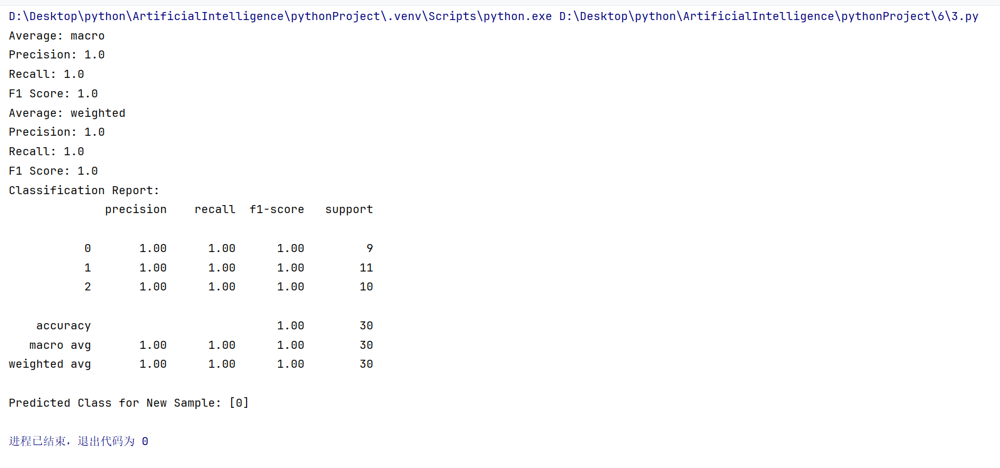 D:\Desktop\python\ArtificialIntelligence\pythonProject\.venv\Scripts\python.exe D:\Desktop\python\ArtificialIntelligence\pythonProject\6\3.py
Average: macro
Precision: 1.0
Recall: 1.0
F1 Score: 1.0
Average: weighted
Precision: 1.0
Recall: 1.0
F1 Score: 1.0
Classification Report:
              precision    recall  f1-score   support

           0       1.00      1.00      1.00         9
           1       1.00      1.00      1.00        11
           2       1.00      1.00      1.00        10

    accuracy                           1.00        30
   macro avg       1.00      1.00      1.00        30
weighted avg       1.00      1.00      1.00        30

Predicted Class for New Sample: [0]

进程已结束，退出代码为 0